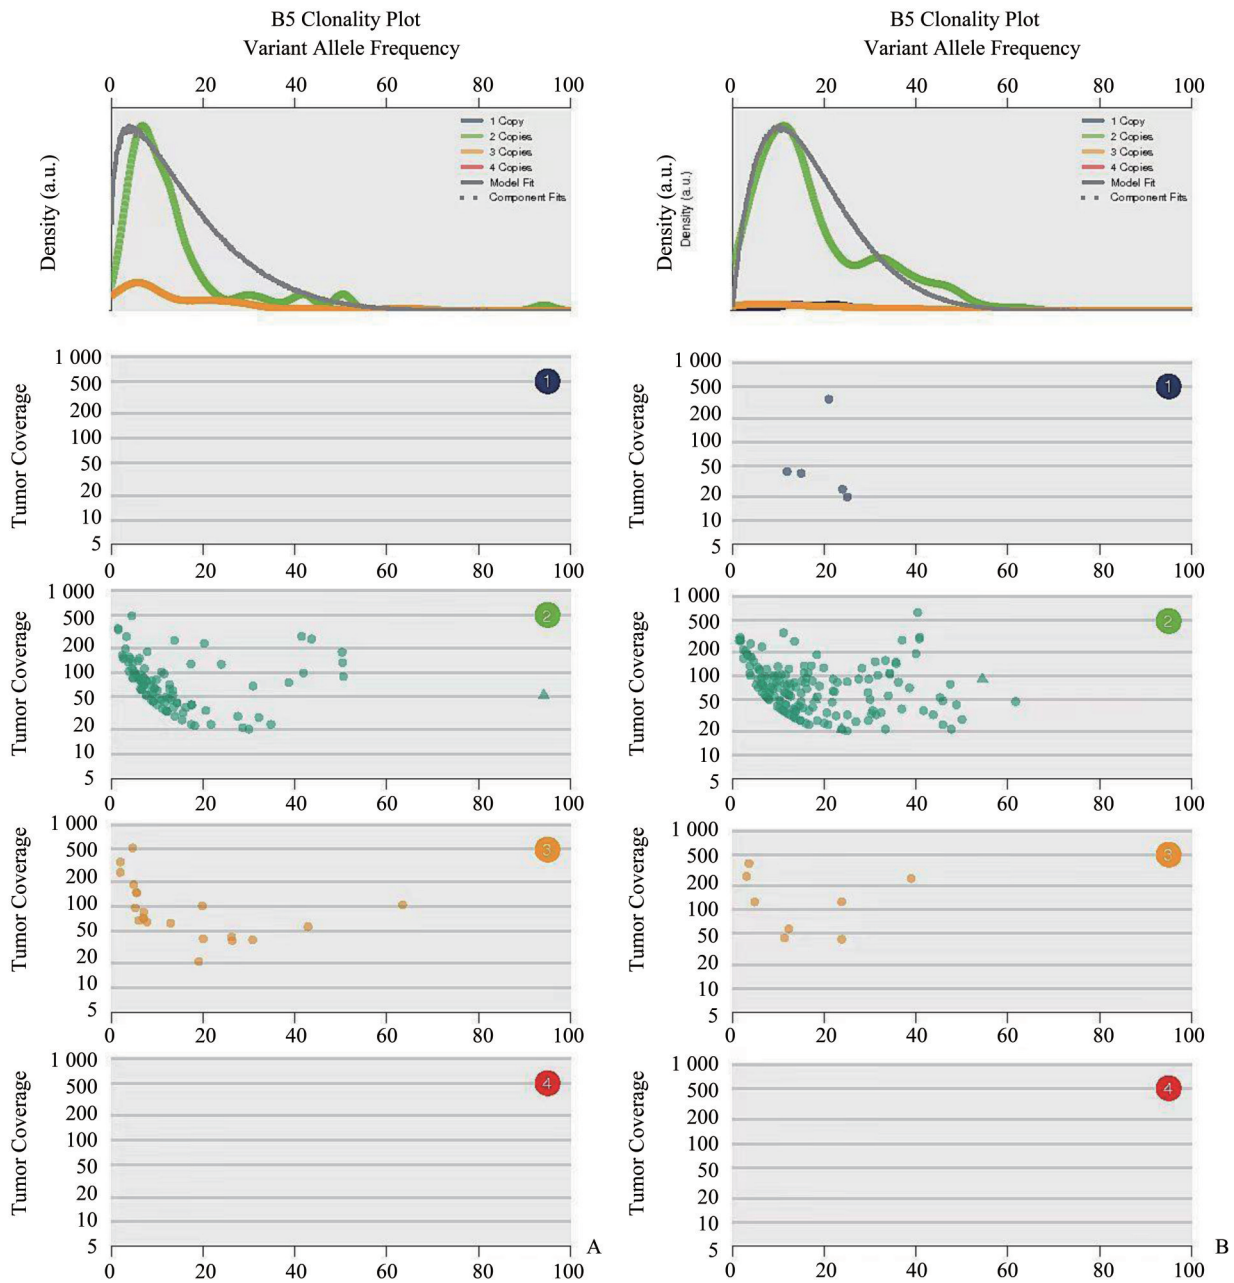 B5 Clonality Plot
Variant Allele Frequency
0 20 40 60 80 100
Density (a.u.)
1 Copy
2 Copies
3 Copies
4 Copies
Model Fit
Component Fits
Tumor Coverage
1 000
500
200
100
50
20
10
5
1
0 20 40 60 80 100
Tumor Coverage
1 000
500
200
100
50
20
10
5
2
0 20 40 60 80 100
Tumor Coverage
1 000
500
200
100
50
20
10
5
3
0 20 40 60 80 100
Tumor Coverage
1 000
500
200
100
50
20
10
5
4
0 20 40 60 80 100
A
B5 Clonality Plot
Variant Allele Frequency
0 20 40 60 80 100
Density (a.u.)
Density (a.u.)
1 Copy
2 Copies
3 Copies
4 Copies
Model Fit
Component Fits
Tumor Coverage
1 000
500
200
100
50
20
10
5
1
0 20 40 60 80 100
Tumor Coverage
1 000
500
200
100
50
20
10
5
2
0 20 40 60 80 100
Tumor Coverage
1 000
500
200
100
50
20
10
5
3
0 20 40 60 80 100
Tumor Coverage
1 000
500
200
100
50
20
10
5
4
0 20 40 60 80 100
B